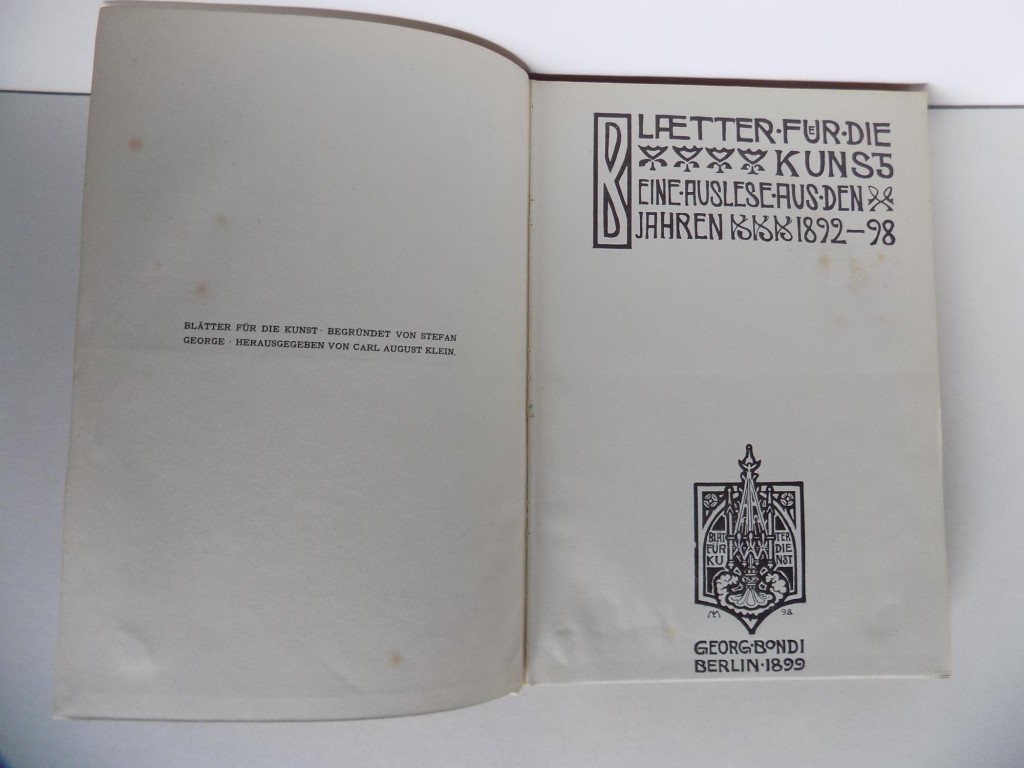 BLÄTTER FÜR DIE KUNST · BEGRÜNDET VON STEFAN
GEORGE · HERAUSGEGEBEN VON CARL AUGUST KLEIN.
BLÆTTER·FÜR·DIE
KUNST
EINE·AUSLESE·AUS·DEN
JAHREN 1892–98
BLÄT TER
FÜR DIE
KU NST
98
GEORG·BONDI
BERLIN·1899